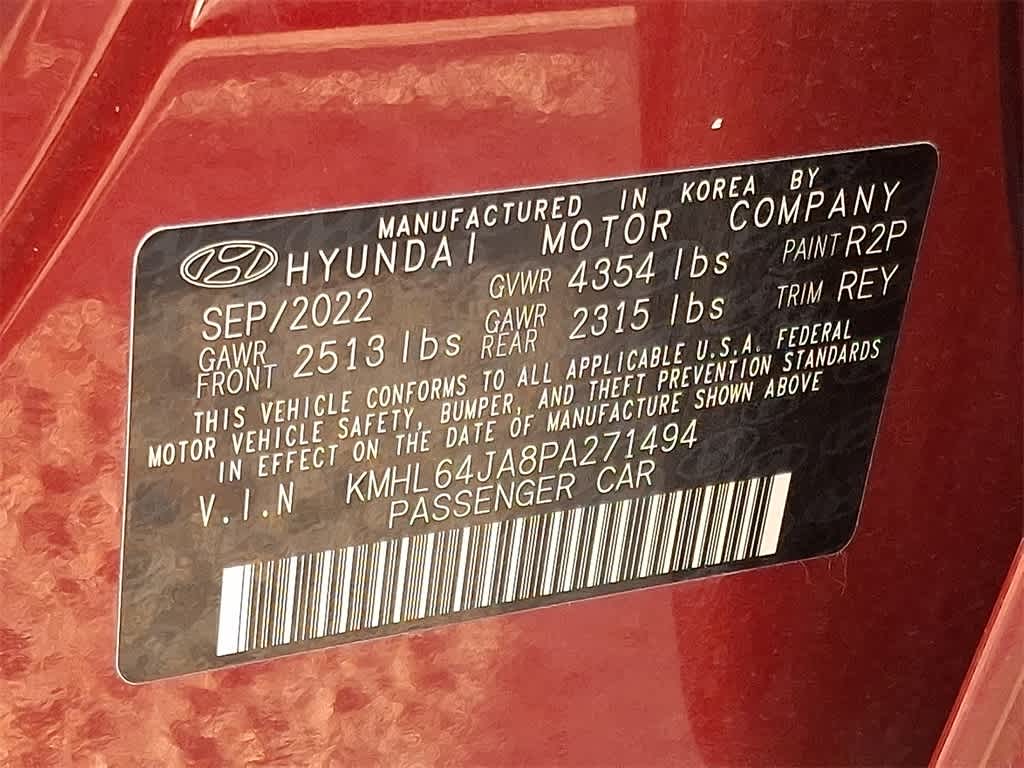 MANUFACTURED IN KOREA BY
HYUNDAI MOTOR COMPANY
SEP/2022 GVWR 4354 lbs PAINT R2P
GAWR FRONT 2513 lbs GAWR REAR 2315 lbs TRIM REY
THIS VEHICLE CONFORMS TO ALL APPLICABLE U.S.A. FEDERAL
MOTOR VEHICLE SAFETY, BUMPER, AND THEFT PREVENTION STANDARDS
IN EFFECT ON THE DATE OF MANUFACTURE SHOWN ABOVE
V.I.N KMHL64JA8PA271494
PASSENGER CAR